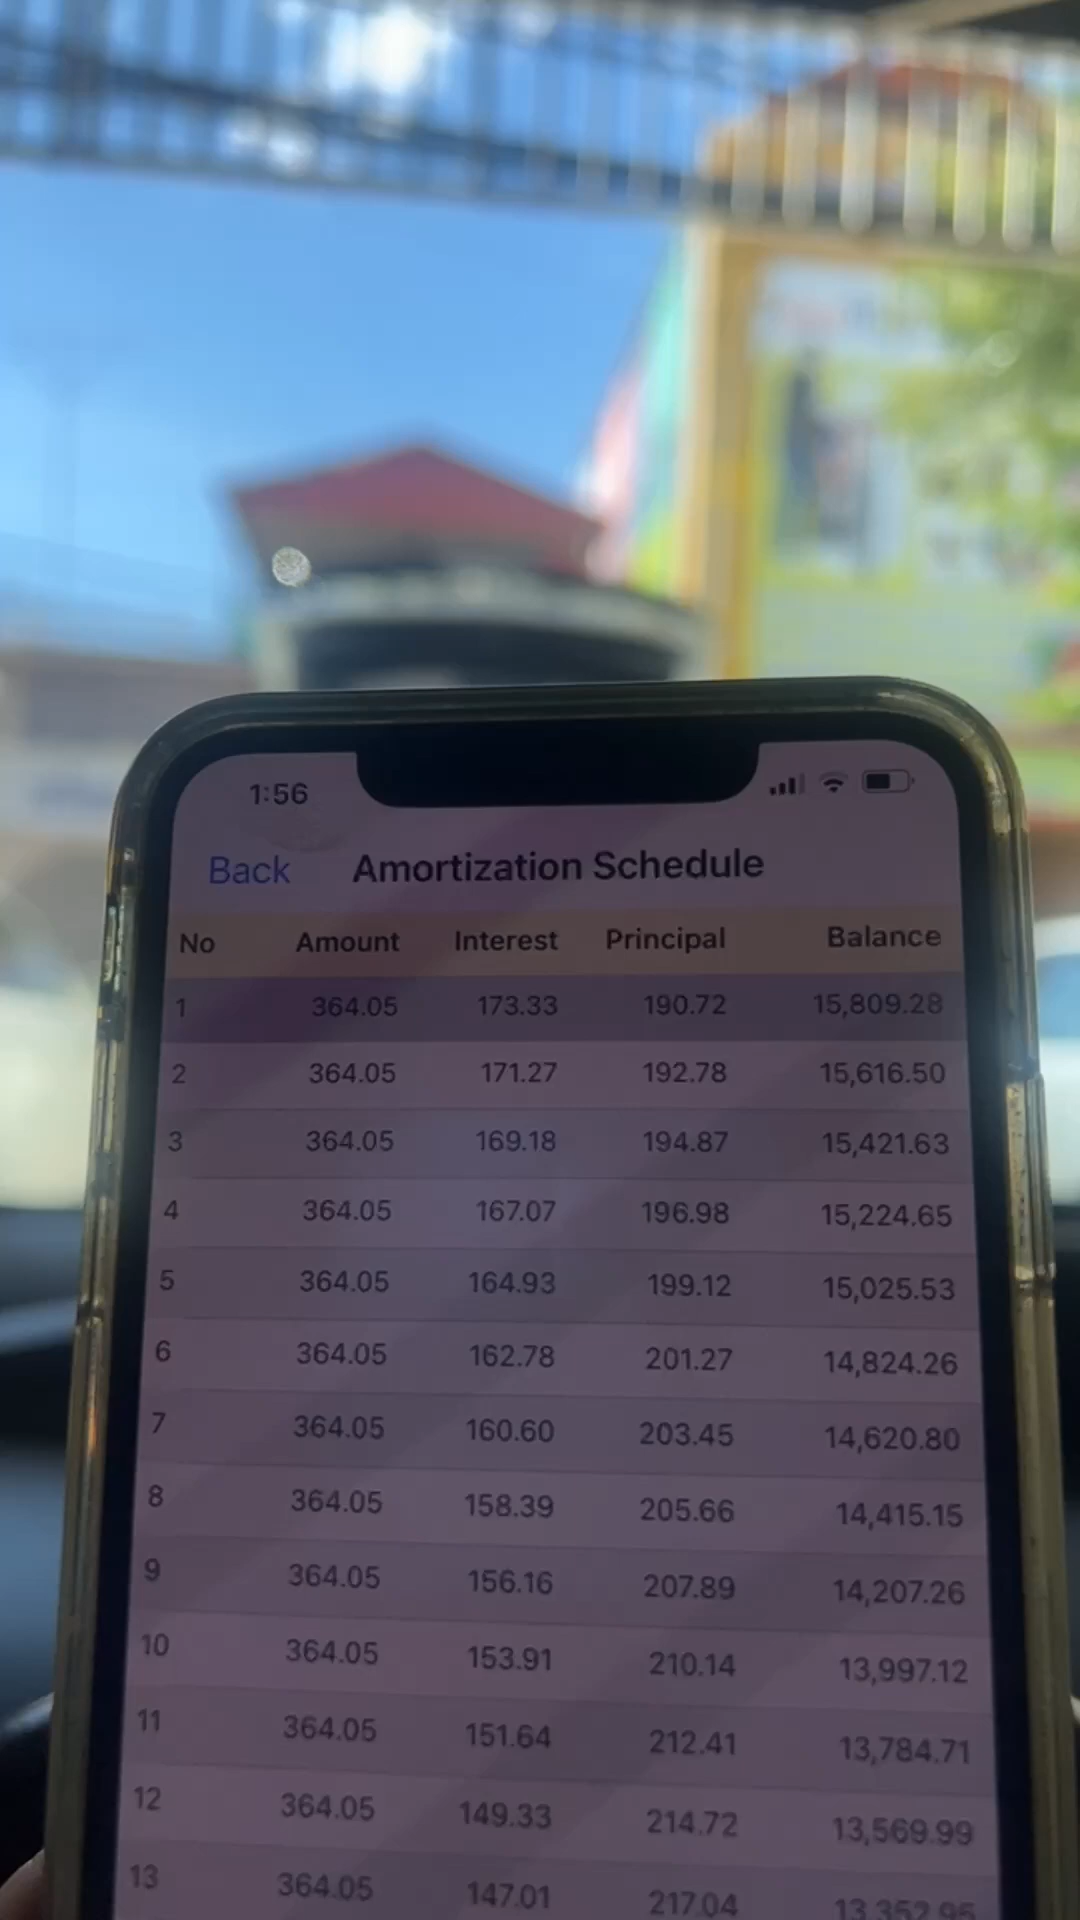 1:56
Back Amortization Schedule
No Amount Interest Principal Balance
1 364.05 173.33 190.72 15,809.28
2 364.05 171.27 192.78 15,616.50
3 364.05 169.18 194.87 15,421.63
4 364.05 167.07 196.98 15,224.65
5 364.05 164.93 199.12 15,025.53
6 364.05 162.78 201.27 14,824.26
7 364.05 160.60 203.45 14,620.80
8 364.05 158.39 205.66 14,415.15
9 364.05 156.16 207.89 14,207.26
10 364.05 153.91 210.14 13,997.12
11 364.05 151.64 212.41 13,784.71
12 364.05 149.33 214.72 13,569.99
13 364.05 147.01 217.04 13,352.95